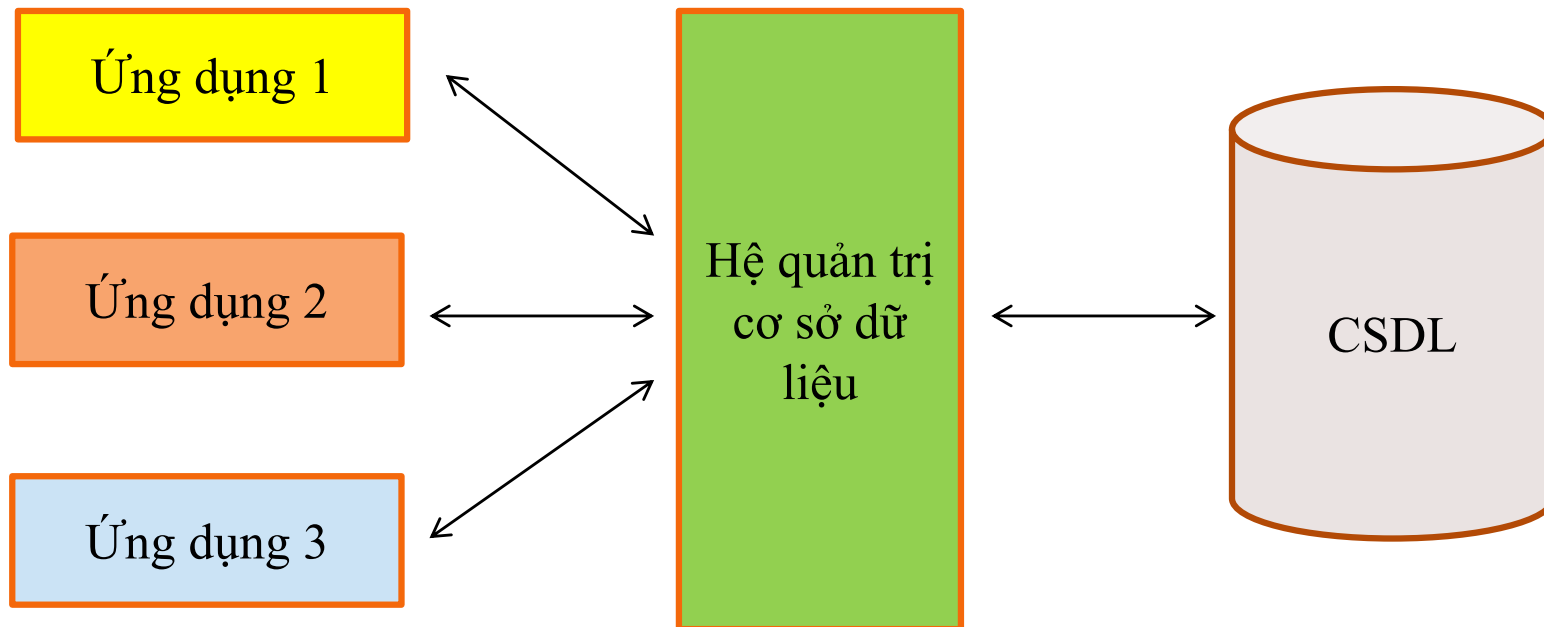 Ứng dụng 1
Ứng dụng 2
Ứng dụng 3
Hệ quản trị
cơ sở dữ
liệu
CSDL